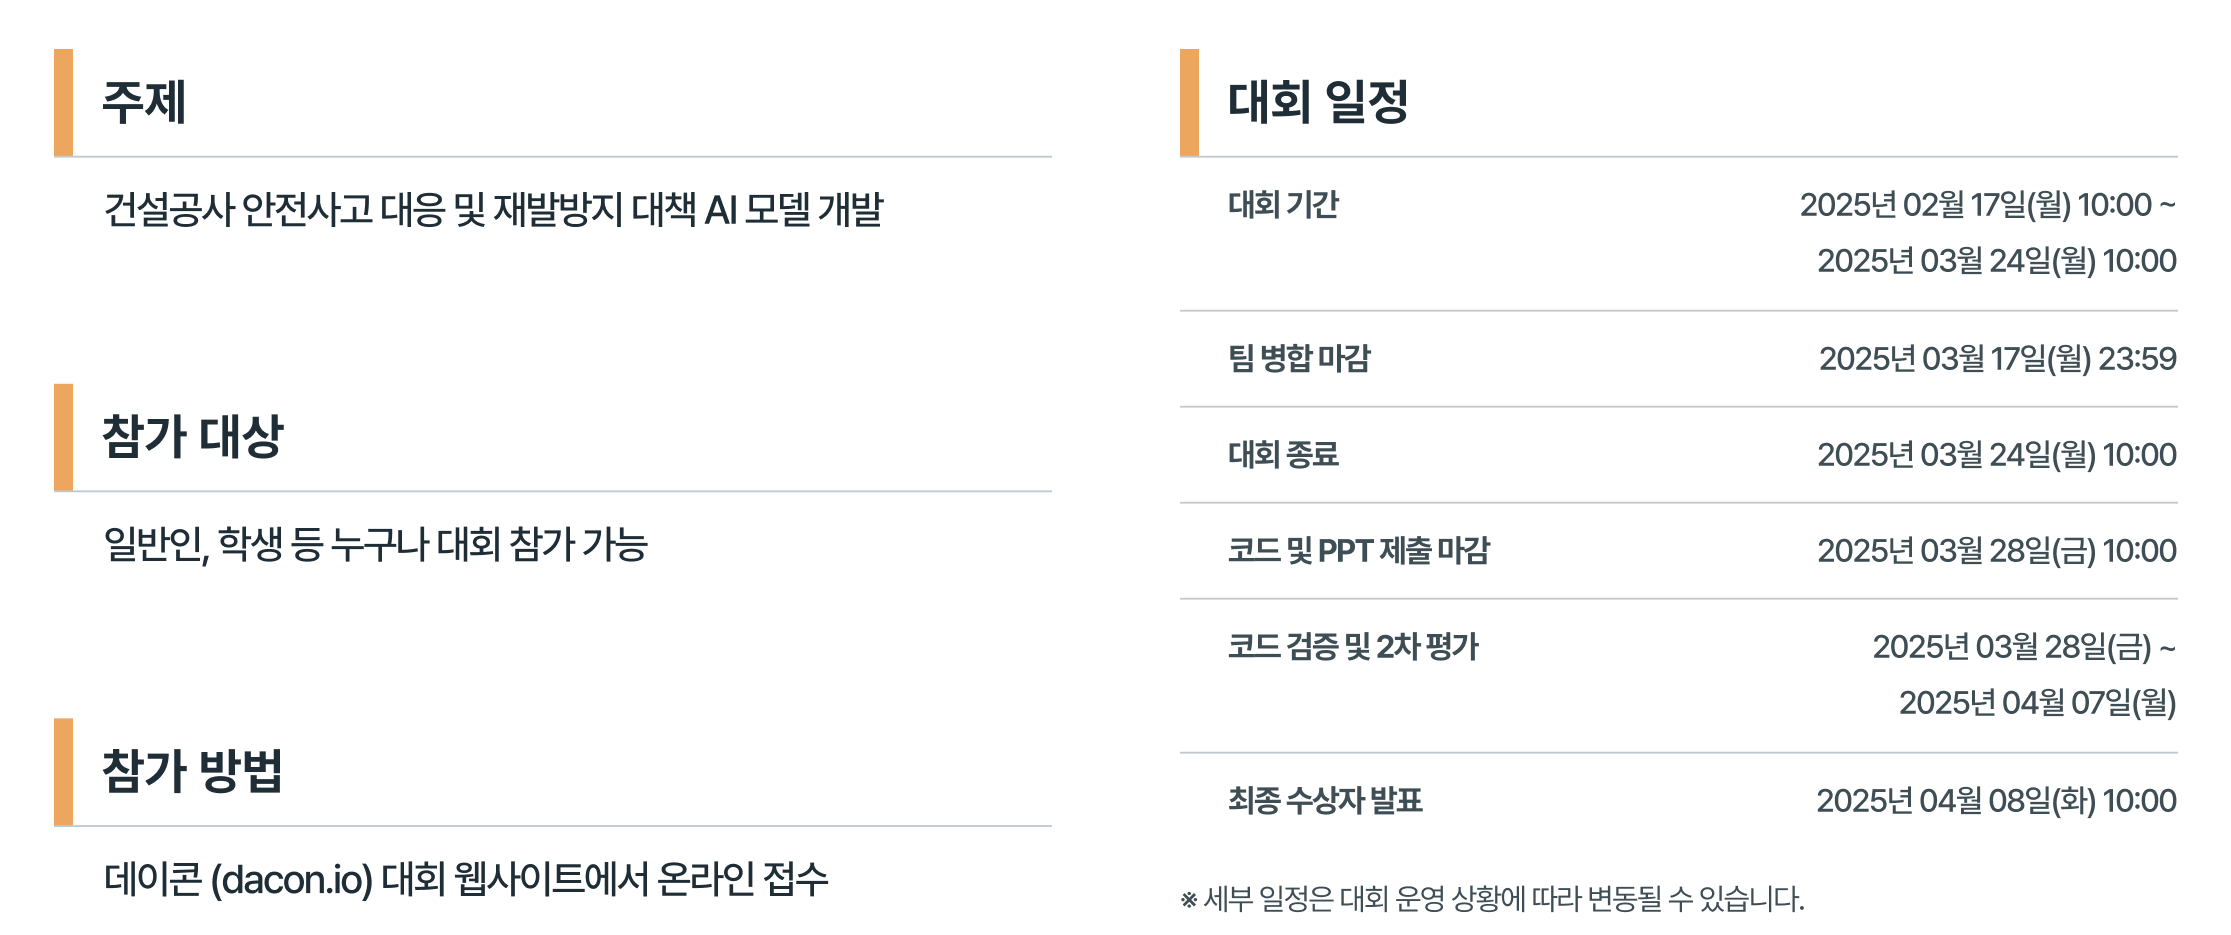 주제
건설공사 안전사고 대응 및 재발방지 대책 AI 모델 개발
참가 대상
일반인, 학생 등 누구나 대회 참가 가능
참가 방법
데이콘 (dacon.io) 대회 웹사이트에서 온라인 접수
대회 일정
대회 기간 2025년 02월 17일(월) 10:00 ~
2025년 03월 24일(월) 10:00
팀 병합 마감 2025년 03월 17일(월) 23:59
대회 종료 2025년 03월 24일(월) 10:00
코드 및 PPT 제출 마감 2025년 03월 28일(금) 10:00
코드 검증 및 2차 평가 2025년 03월 28일(금) ~
2025년 04월 07일(월)
최종 수상자 발표 2025년 04월 08일(화) 10:00
※ 세부 일정은 대회 운영 상황에 따라 변동될 수 있습니다.